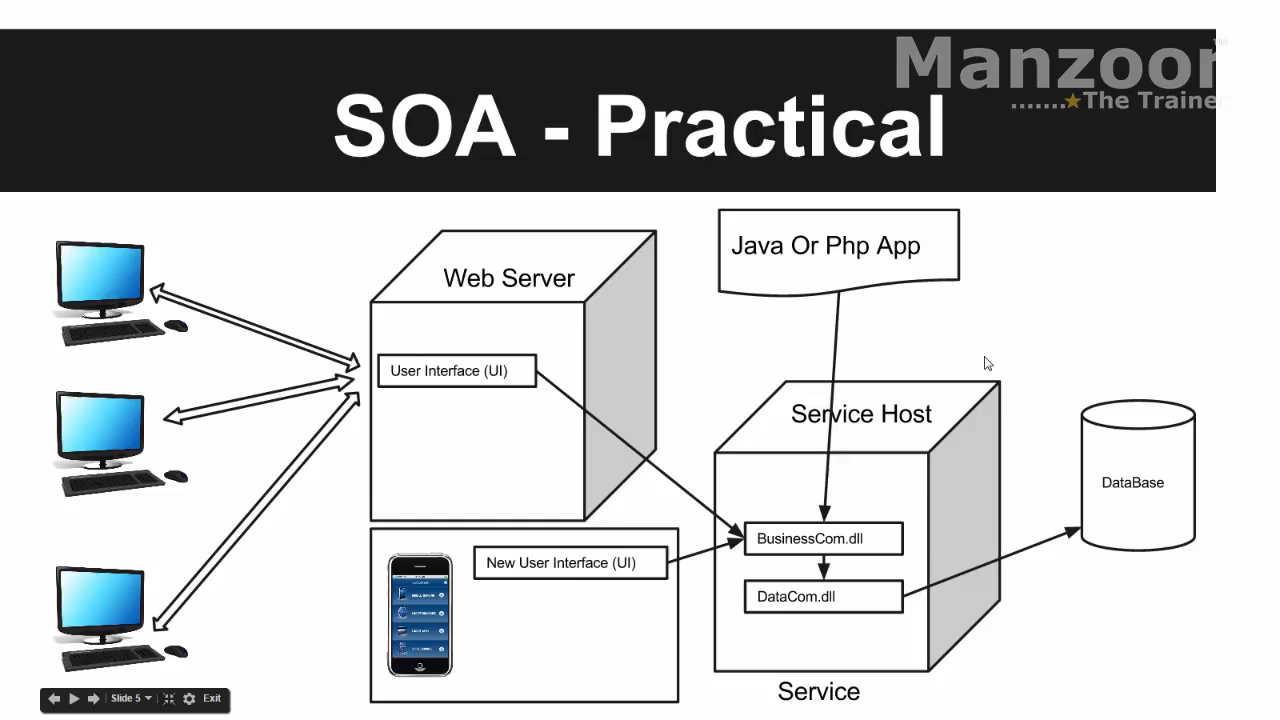 Manzoor
.......★The Trainer
SOA - Practical
Java Or Php App
Web Server
User Interface (UI)
Service Host
DataBase
BusinessCom.dll
New User Interface (UI)
DataCom.dll
Service
Slide 5
Exit